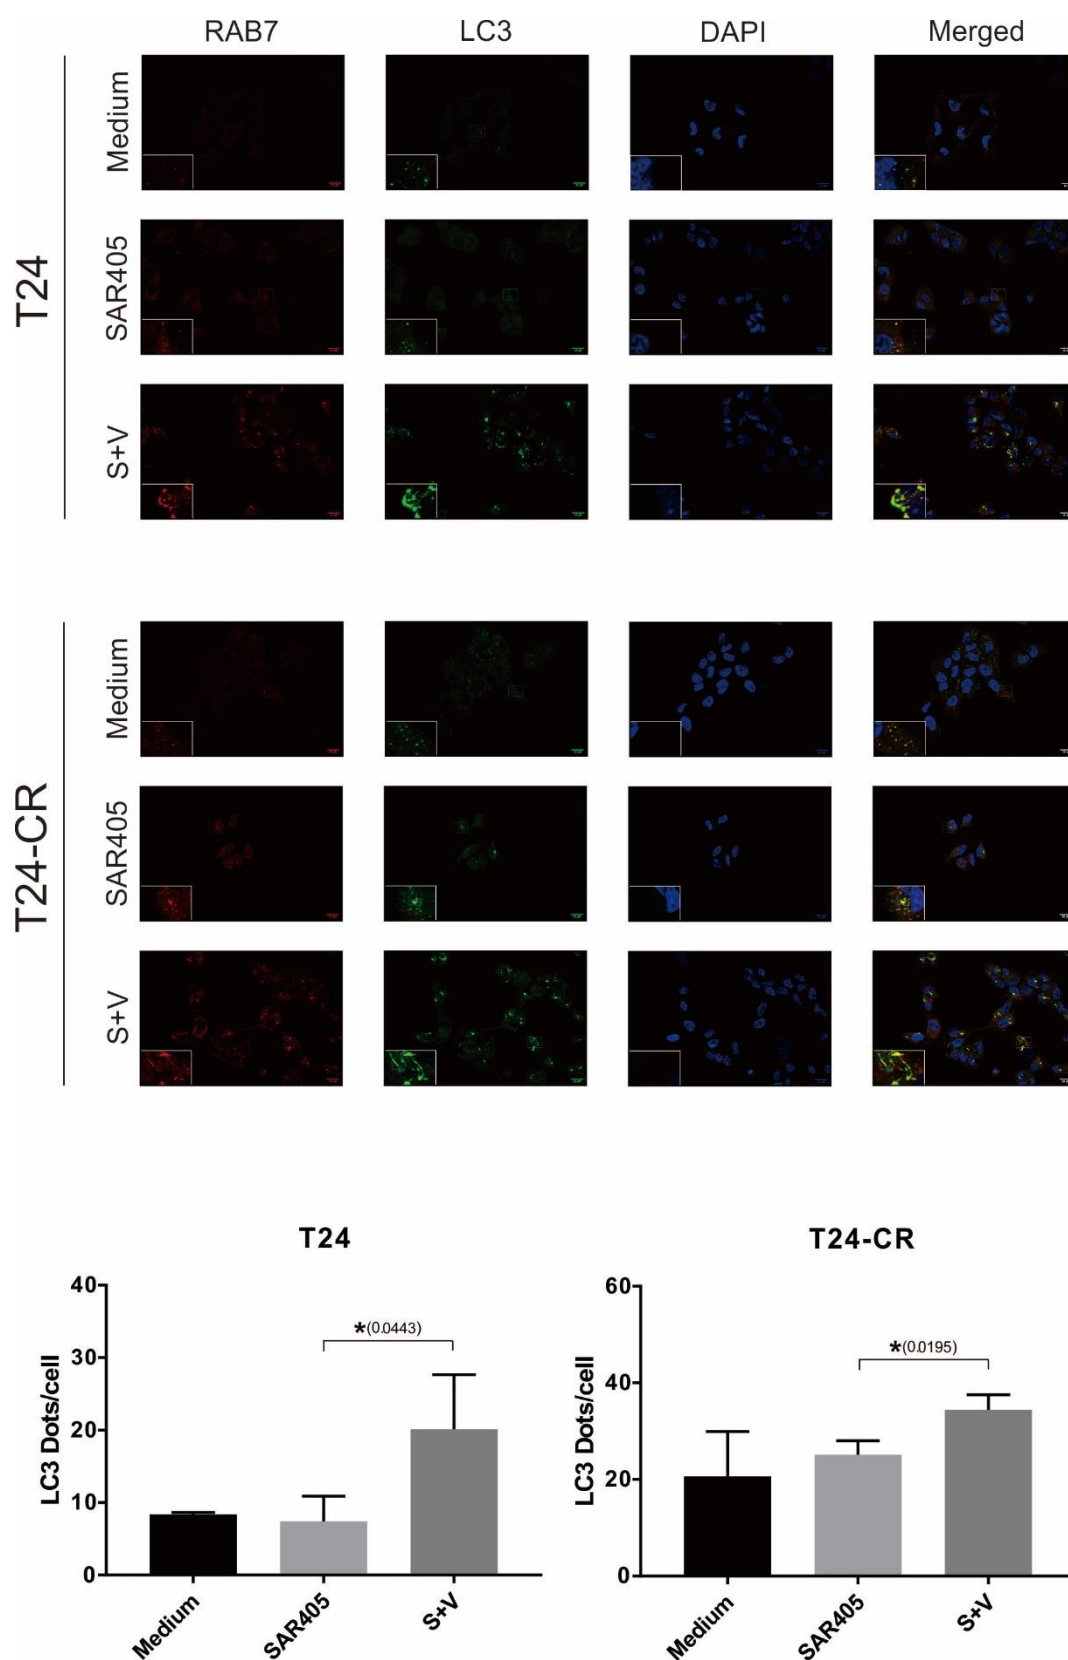 RAB7 LC3 DAPI Merged
T24
Medium
SAR405
S+V
T24-CR
Medium
SAR405
S+V
T24
LC3 Dots/cell
40
30
20
10
0
*(0.0443)
Medium
SAR405
S+V
T24-CR
LC3 Dots/cell
60
40
20
0
*(0.0195)
Medium
SAR405
S+V